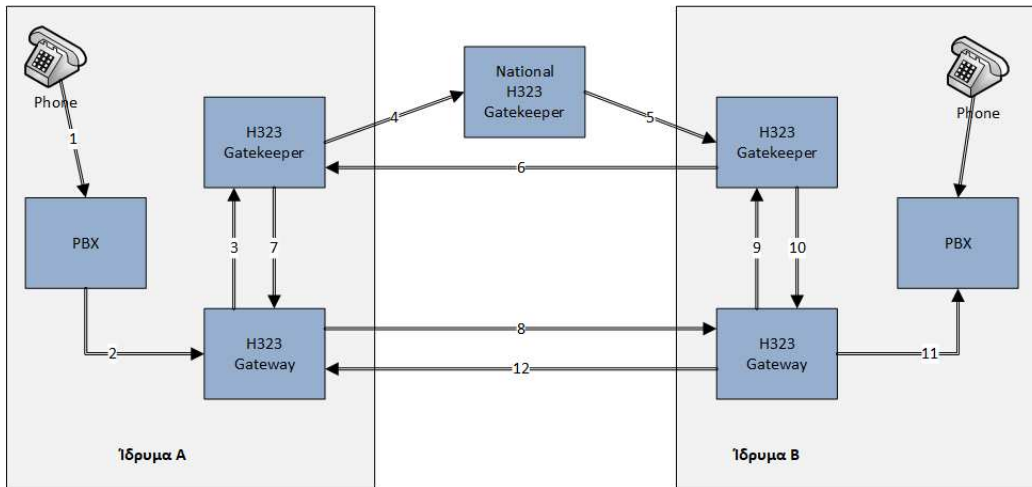 Phone
1
PBX
2
H323
Gatekeeper
3
7
H323
Gateway
Ίδρυμα Α
4
National
H323
Gatekeeper
5
6
8
12
H323
Gatekeeper
9
10
H323
Gateway
11
Phone
PBX
Ίδρυμα Β